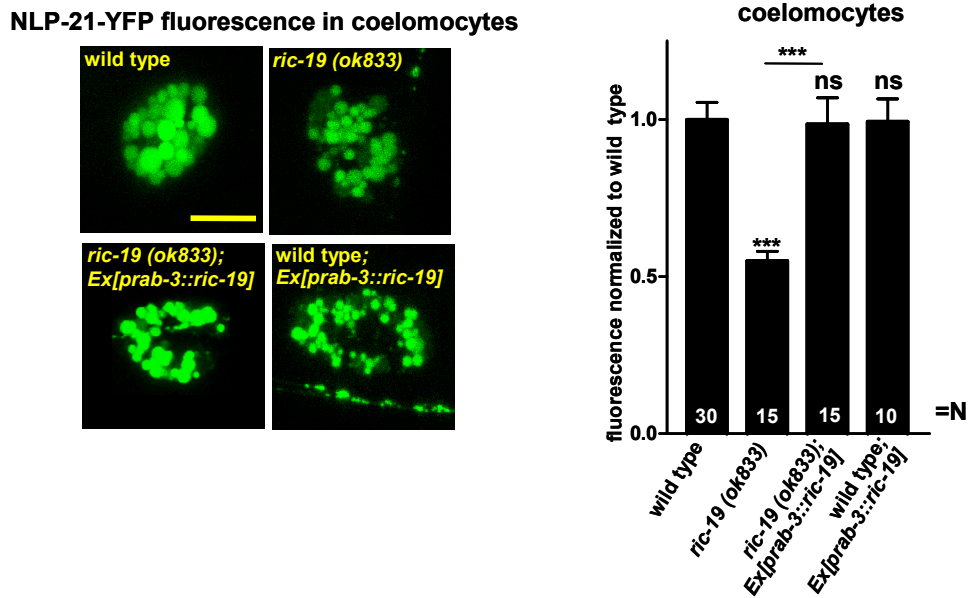 NLP-21-YFP fluorescence in coelomocytes
wild type
ric-19 (ok833)
ric-19 (ok833);
Ex[prab-3::ric-19]
wild type;
Ex[prab-3::ric-19]
coelomocytes
fluorescence normalized to wild type
1.0
0.5
0.0
***
***
ns
ns
30
15
15
10
=N
wild type
ric-19 (ok833)
ric-19 (ok833);
Ex[prab-3::ric-19]
wild type;
Ex[prab-3::ric-19]